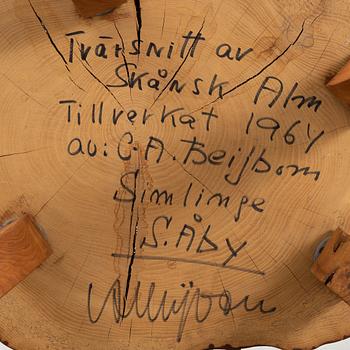 Tvärsnitt av
Skånsk Alm
Tillverkat 1964
av: C. A. Beijbom
Simlinge
S. Åby